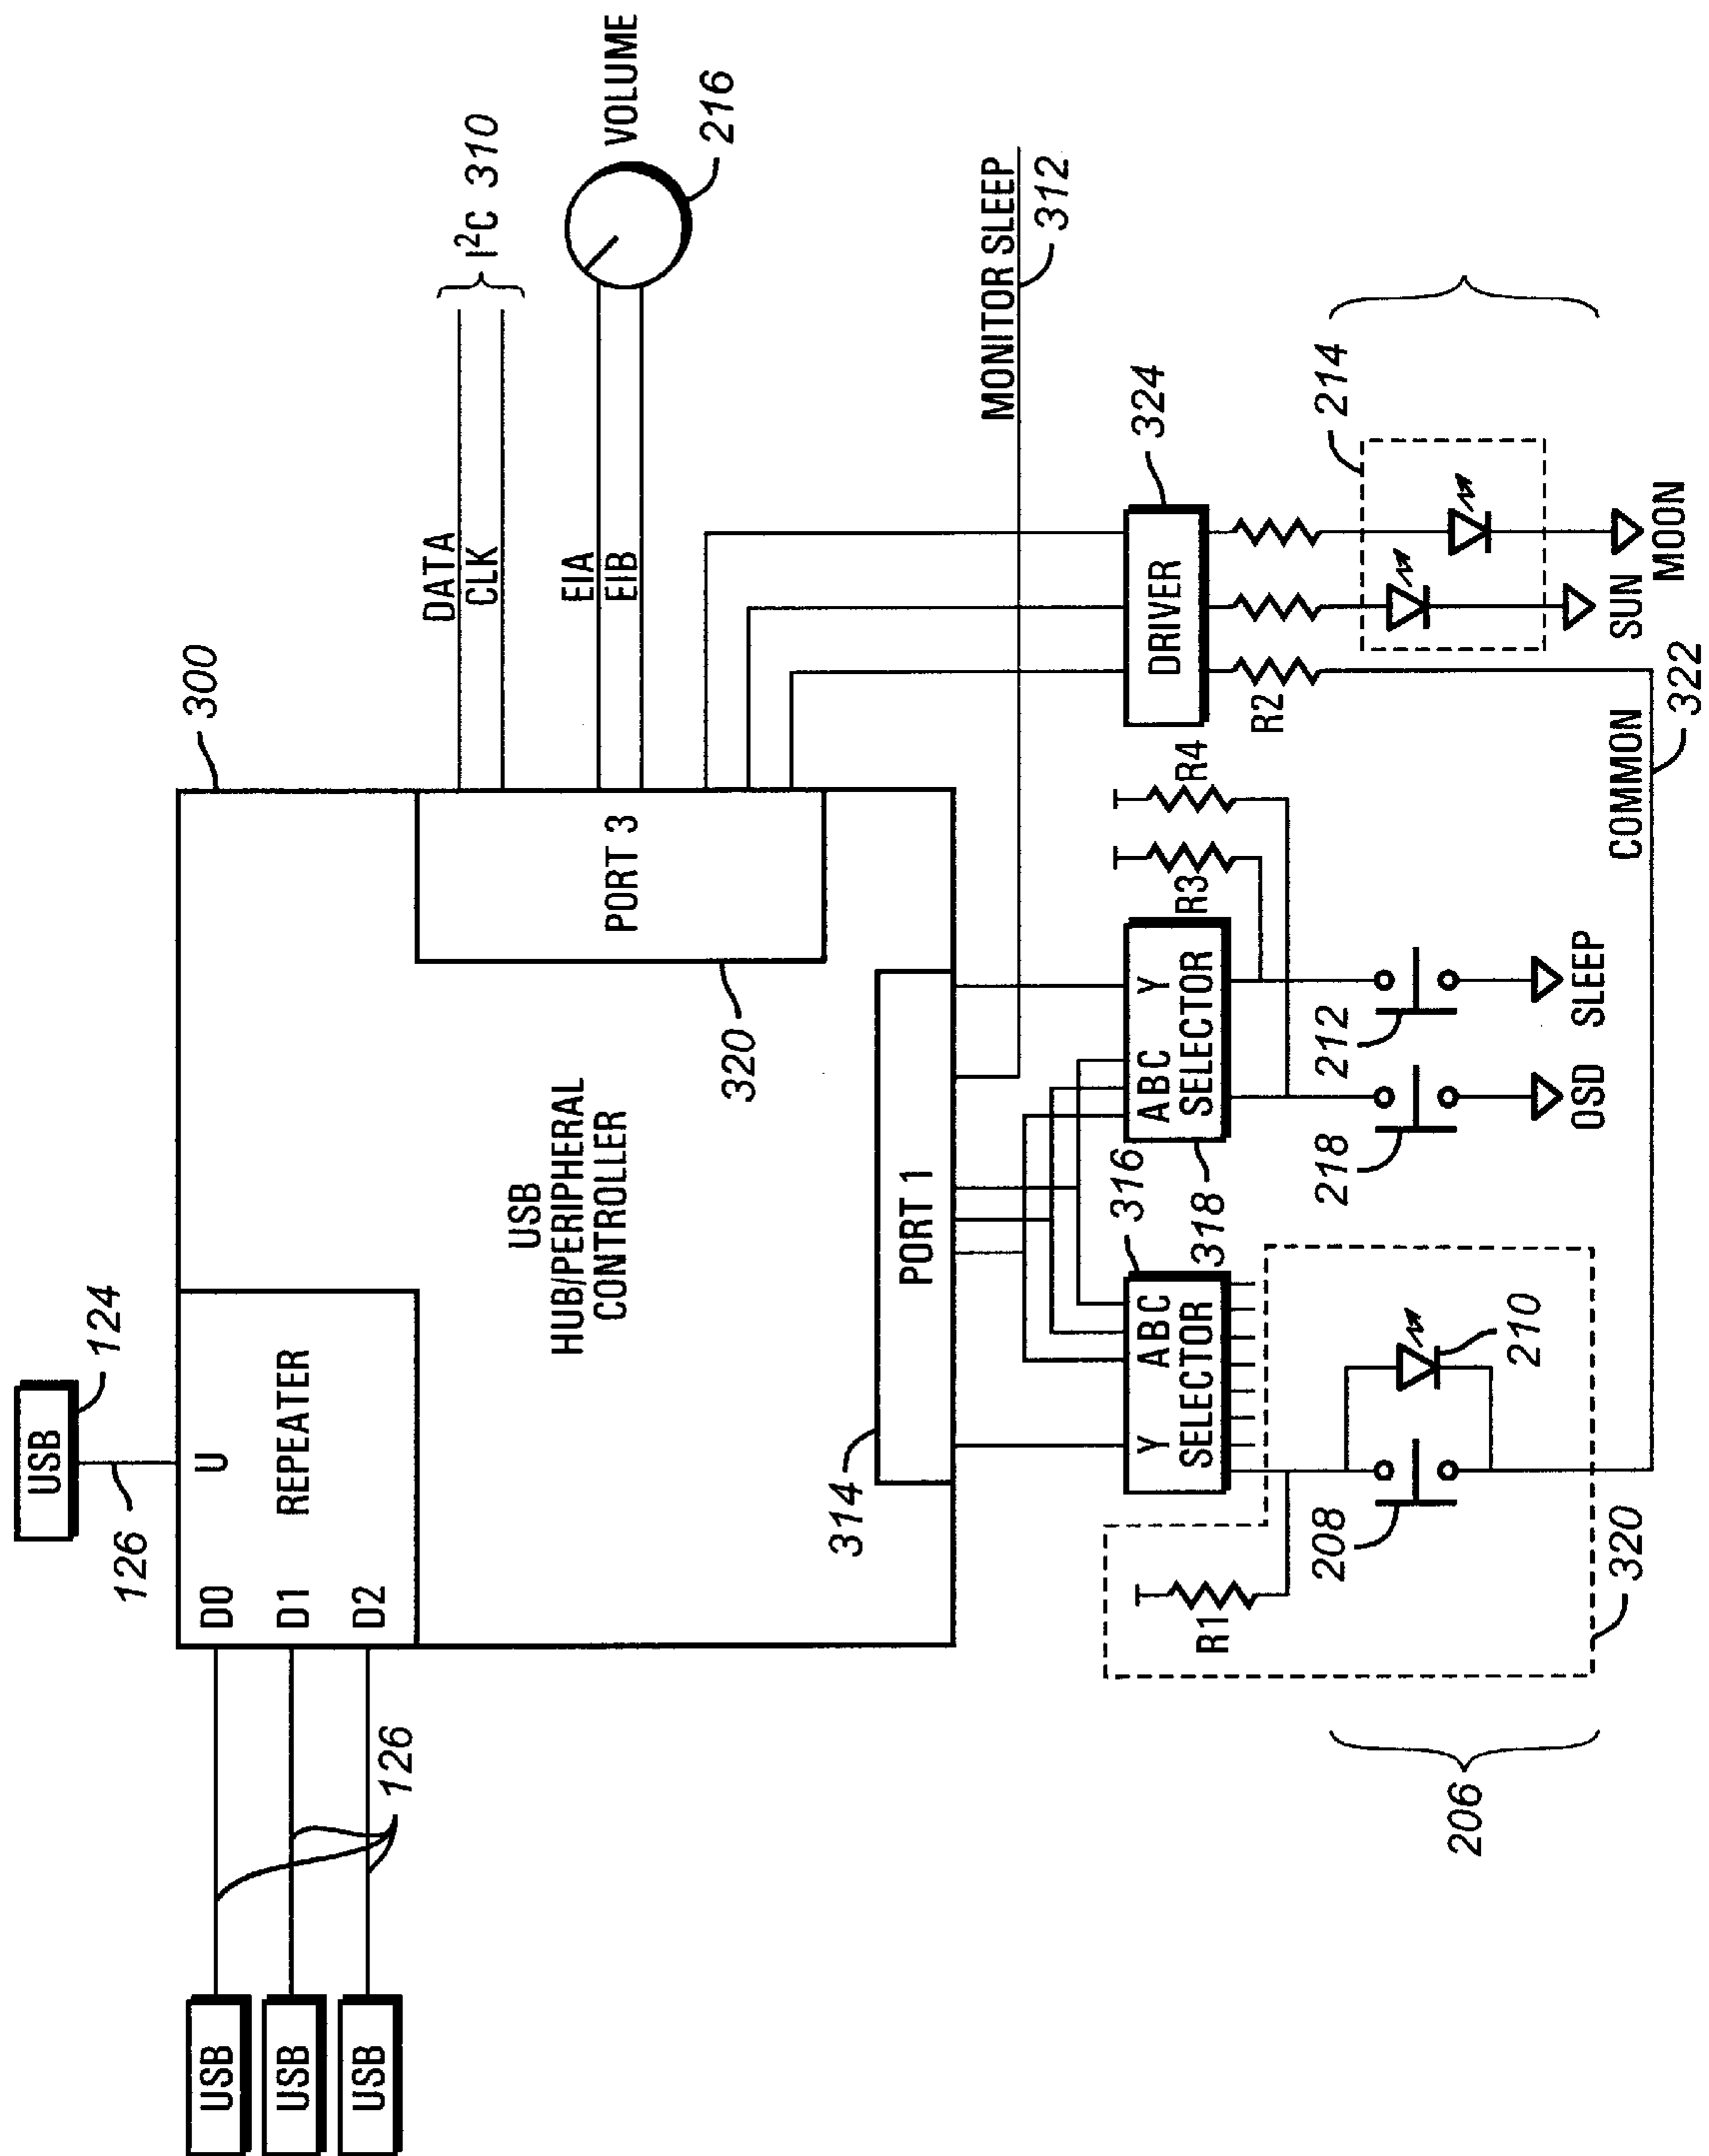 USB
124
126
USB
USB
USB
126
D0
D1
D2
U
REPEATER
300
USB
HUB/PERIPHERAL
CONTROLLER
PORT 3
320
DATA
CLK
I²C 310
EIA
EIB
VOLUME
216
MONITOR SLEEP
312
314
PORT 1
Y ABC
SELECTOR
316
ABC Y
SELECTOR
318
R1
R3
R4
DRIVER
324
R2
214
208
210
218
212
OSD
SLEEP
SUN
MOON
COMMON
322
320
206